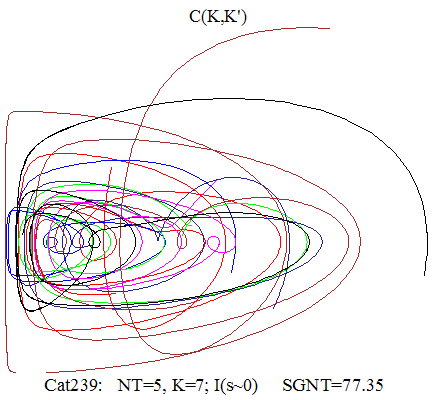 C(K,K')
Cat239: NT=5, K=7; I(s~0) SGNT=77.35